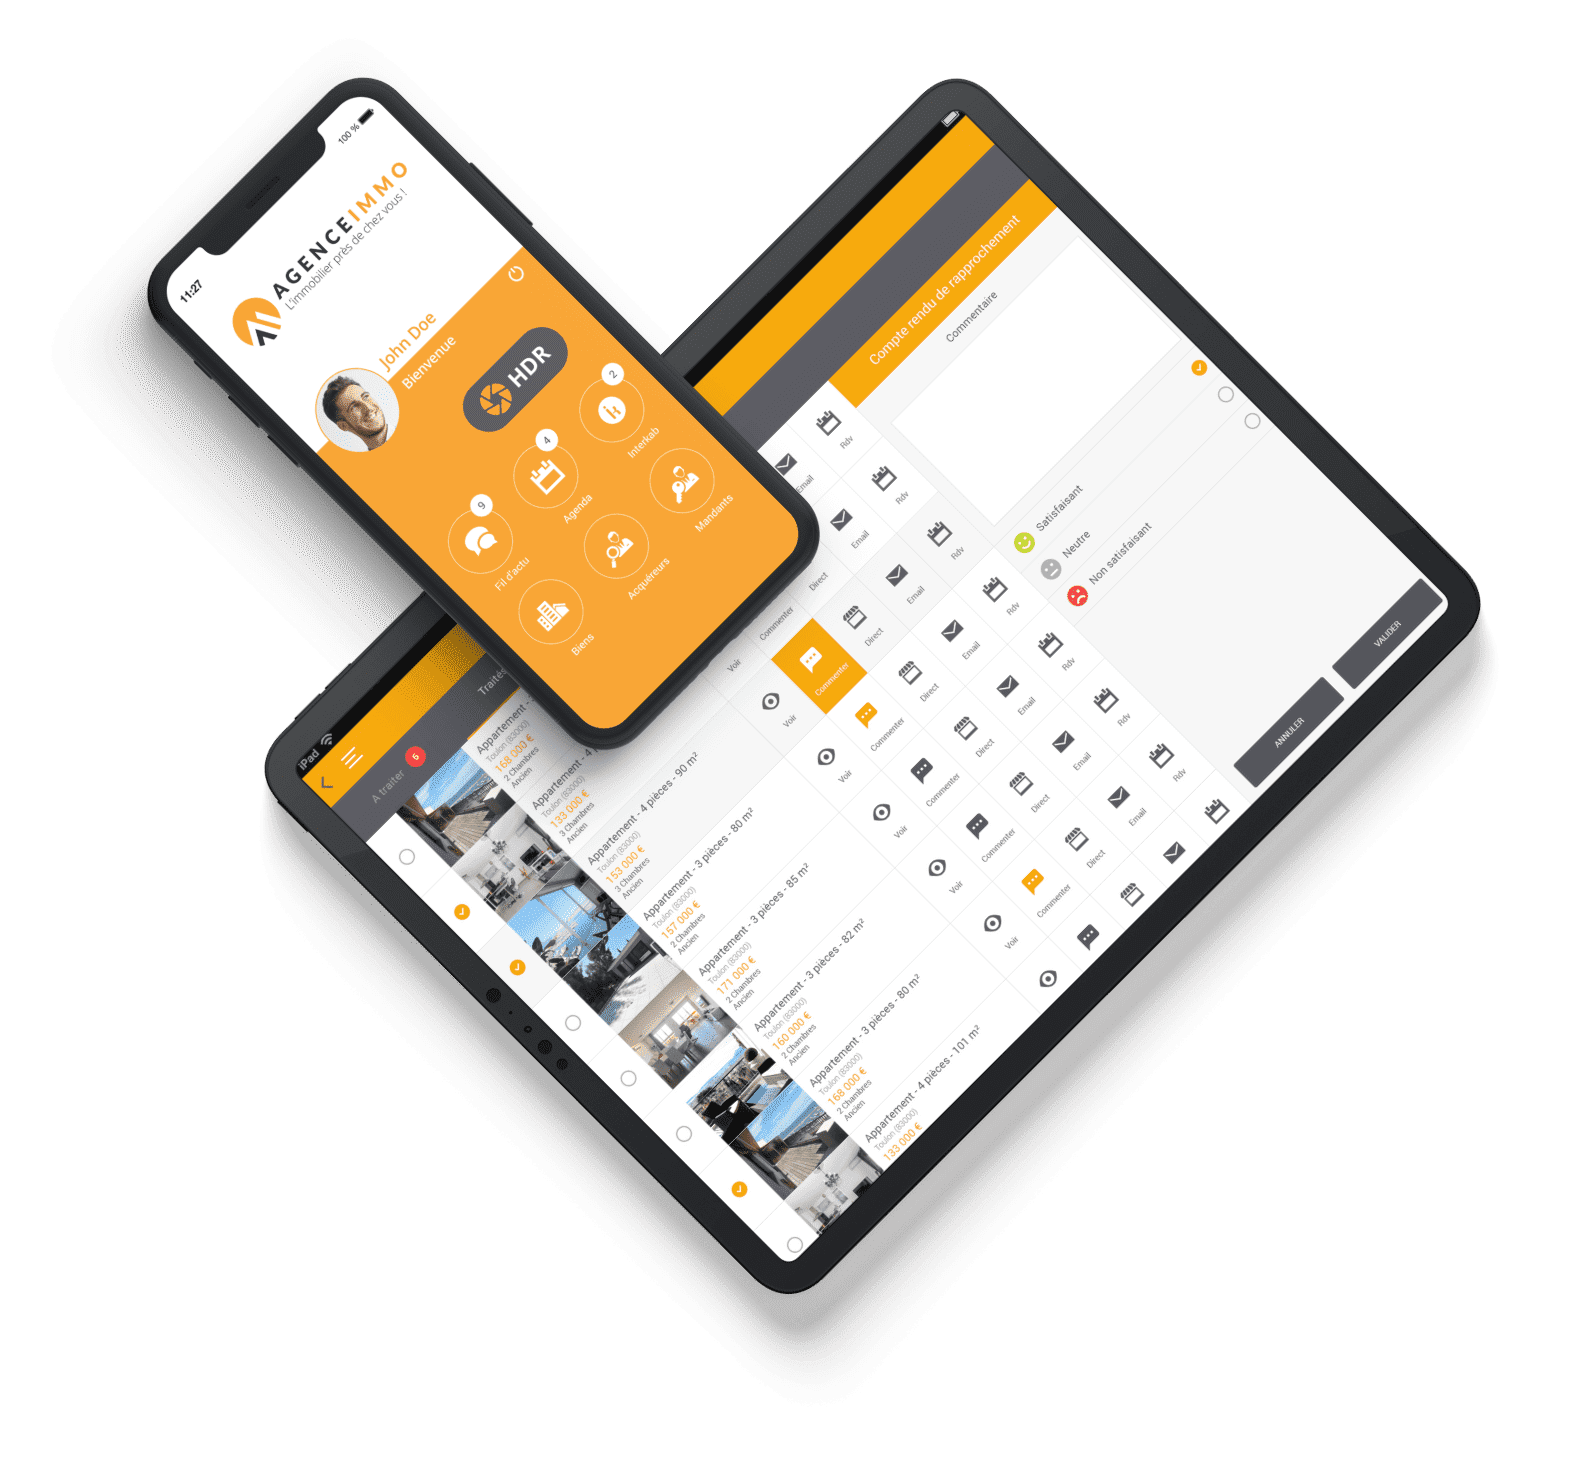 11:27
100 %
AGENCEIMMO
L'immobilier près de chez vous !
John Doe
Bienvenue
HDR
9
Fil d'actu
4
Agenda
2
Interkab
Biens
Acquéreurs
Mandants
iPad
A traiter
Traités
Appartement -
Toulon (83000)
168 000 €
2 Chambres
Ancien
Email
Rdv
Appartement - 4
Toulon (83000)
133 000 €
3 Chambres
Ancien
Voir
Commenter
Direct
Email
Rdv
Appartement - 4 pièces - 90 m²
Toulon (83000)
153 000 €
3 Chambres
Ancien
Voir
Commenter
Direct
Email
Rdv
Appartement - 3 pièces - 80 m²
Toulon (83000)
157 000 €
2 Chambres
Ancien
Voir
Commenter
Direct
Email
Rdv
Appartement - 3 pièces - 85 m²
Toulon (83000)
171 000 €
2 Chambres
Ancien
Voir
Commenter
Direct
Email
Rdv
Appartement - 3 pièces - 82 m²
Toulon (83000)
160 000 €
2 Chambres
Ancien
Voir
Commenter
Direct
Email
Rdv
Appartement - 3 pièces - 80 m²
Toulon (83000)
168 000 €
2 Chambres
Ancien
Voir
Commenter
Direct
Email
Rdv
Appartement - 4 pièces - 101 m²
Toulon (83000)
133 000 €
Compte rendu de rapprochement
Commentaire
Satisfaisant
Neutre
Non satisfaisant
ANNULER
VALIDER